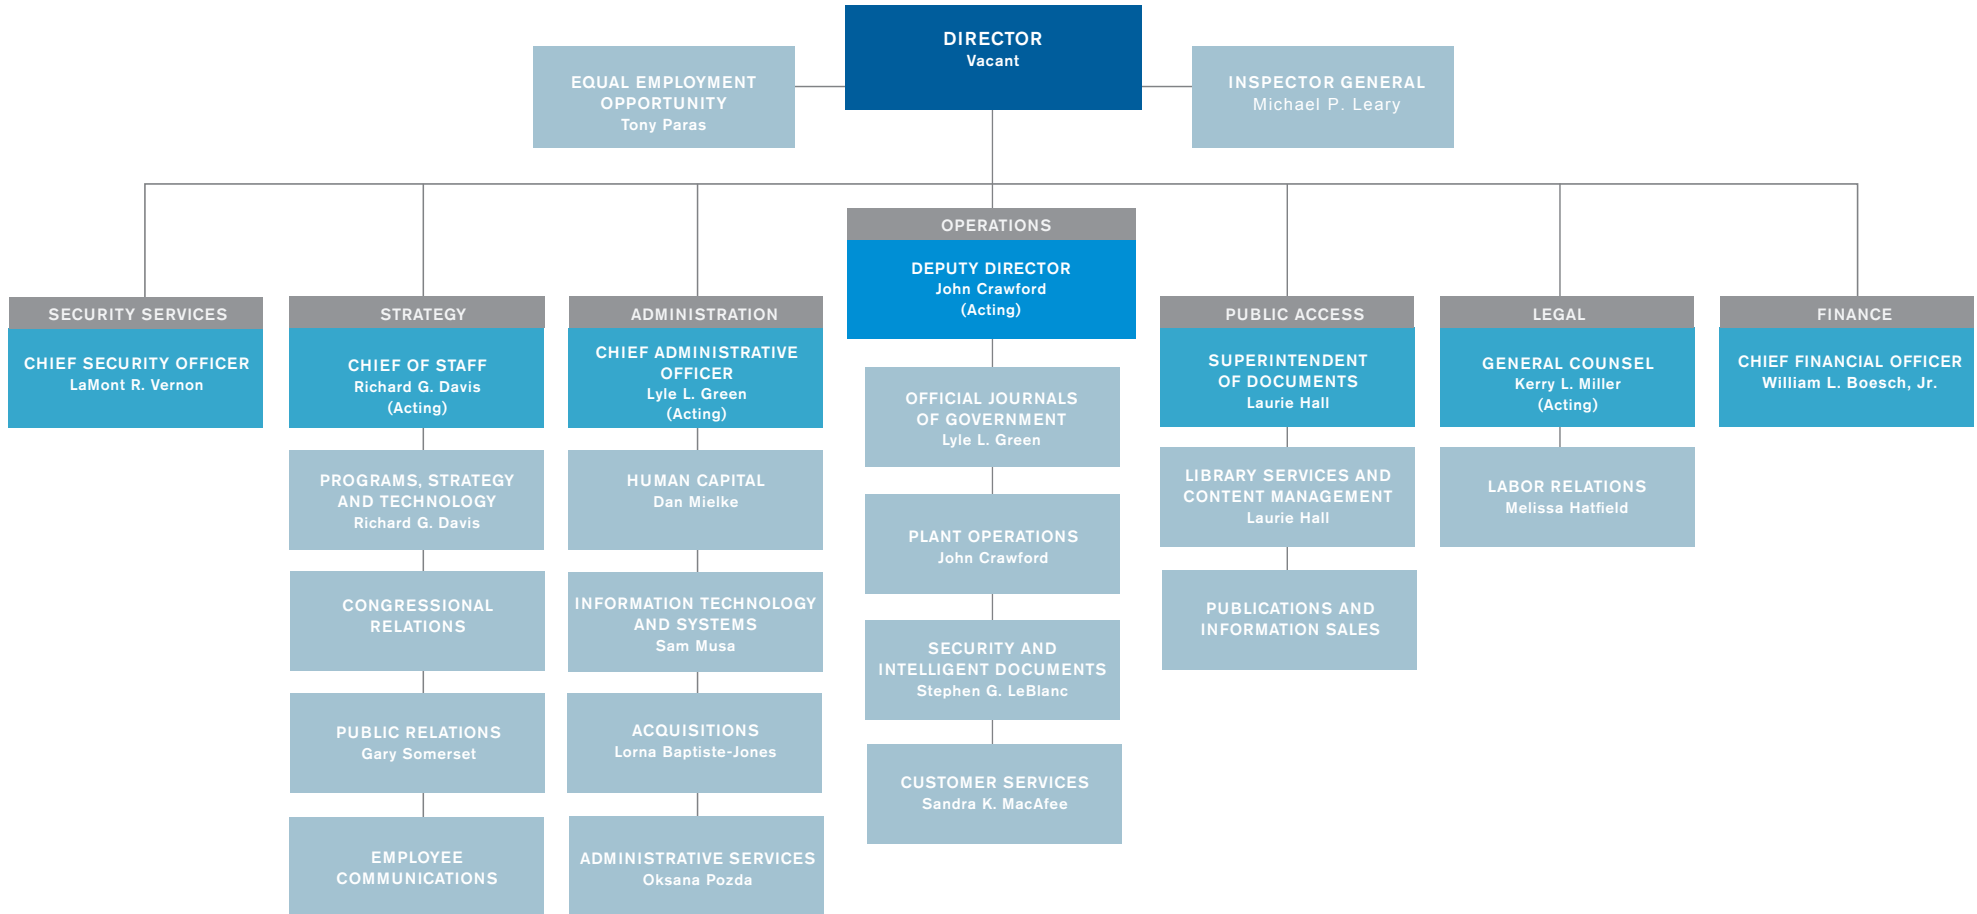 DIRECTOR
Vacant
EQUAL EMPLOYMENT
OPPORTUNITY
Tony Paras
INSPECTOR GENERAL
Michael P. Leary
OPERATIONS
DEPUTY DIRECTOR
John Crawford
(Acting)
SECURITY SERVICES
CHIEF SECURITY OFFICER
LaMont R. Vernon
STRATEGY
CHIEF OF STAFF
Richard G. Davis
(Acting)
PROGRAMS, STRATEGY
AND TECHNOLOGY
Richard G. Davis
CONGRESSIONAL
RELATIONS
PUBLIC RELATIONS
Gary Somerset
EMPLOYEE
COMMUNICATIONS
ADMINISTRATION
CHIEF ADMINISTRATIVE
OFFICER
Lyle L. Green
(Acting)
HUMAN CAPITAL
Dan Mielke
INFORMATION TECHNOLOGY
AND SYSTEMS
Sam Musa
ACQUISITIONS
Lorna Baptiste-Jones
ADMINISTRATIVE SERVICES
Oksana Pozda
OFFICIAL JOURNALS
OF GOVERNMENT
Lyle L. Green
PLANT OPERATIONS
John Crawford
SECURITY AND
INTELLIGENT DOCUMENTS
Stephen G. LeBlanc
CUSTOMER SERVICES
Sandra K. MacAfee
PUBLIC ACCESS
SUPERINTENDENT
OF DOCUMENTS
Laurie Hall
LIBRARY SERVICES AND
CONTENT MANAGEMENT
Laurie Hall
PUBLICATIONS AND
INFORMATION SALES
LEGAL
GENERAL COUNSEL
Kerry L. Miller
(Acting)
LABOR RELATIONS
Melissa Hatfield
FINANCE
CHIEF FINANCIAL OFFICER
William L. Boesch, Jr.